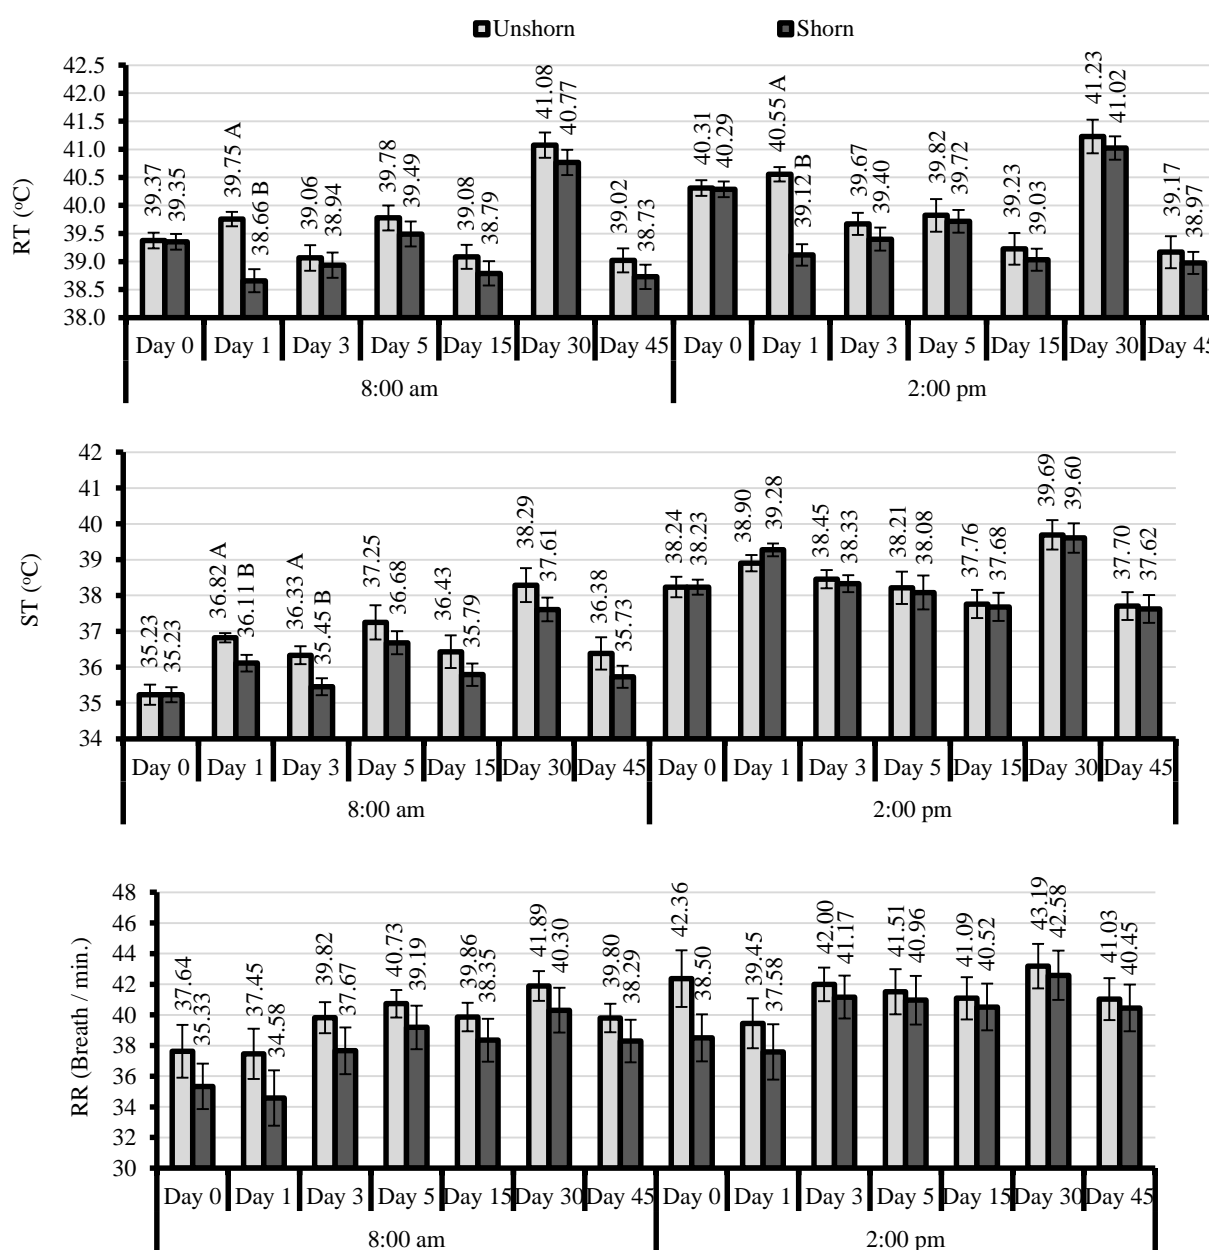 Unshorn Shorn
RT (ºC)
42.5
42.0
41.5
41.0
40.5
40.0
39.5
39.0
38.5
38.0
39.37 39.35 39.75 A 38.66 B 39.06 38.94 39.78 39.49 39.08 38.79 41.08 40.77 39.02 38.73 40.31 40.29 40.55 A 39.12 B 39.67 39.40 39.82 39.72 39.23 39.03 41.23 41.02 39.17 38.97
Day 0 Day 1 Day 3 Day 5 Day 15 Day 30 Day 45 Day 0 Day 1 Day 3 Day 5 Day 15 Day 30 Day 45
8:00 am 2:00 pm
ST (ºC)
42
41
40
39
38
37
36
35
34
35.23 35.23 36.82 A 36.11 B 36.33 A 35.45 B 37.25 36.68 36.43 35.79 38.29 37.61 36.38 35.73 38.24 38.23 38.90 39.28 38.45 38.33 38.21 38.08 37.76 37.68 39.69 39.60 37.70 37.62
Day 0 Day 1 Day 3 Day 5 Day 15 Day 30 Day 45 Day 0 Day 1 Day 3 Day 5 Day 15 Day 30 Day 45
8:00 am 2:00 pm
RR (Breath / min.)
48
46
44
42
40
38
36
34
32
30
37.64 35.33 37.45 34.58 39.82 37.67 40.73 39.19 39.86 38.35 41.89 40.30 39.80 38.29 42.36 38.50 39.45 37.58 42.00 41.17 41.51 40.96 41.09 40.52 43.19 42.58 41.03 40.45
Day 0 Day 1 Day 3 Day 5 Day 15 Day 30 Day 45 Day 0 Day 1 Day 3 Day 5 Day 15 Day 30 Day 45
8:00 am 2:00 pm